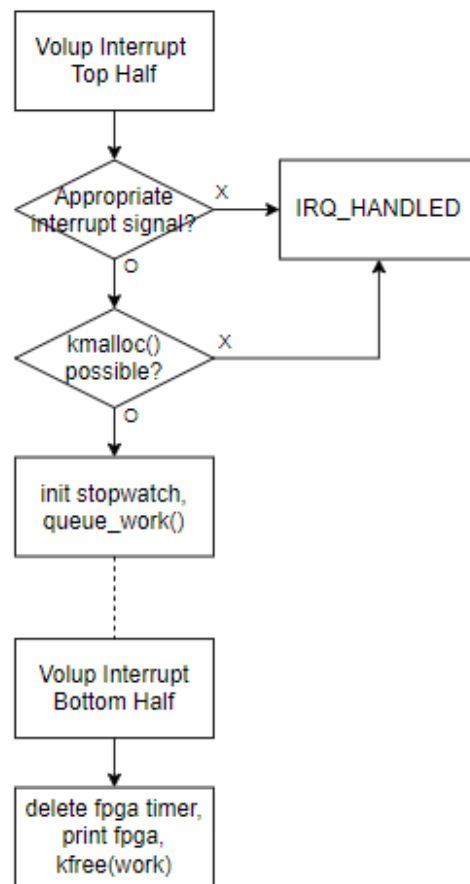 Volup Interrupt
Top Half
Appropriate
interrupt signal?
X
IRQ_HANDLED
O
kmalloc()
possible?
X
O
init stopwatch,
queue_work()
Volup Interrupt
Bottom Half
delete fpga timer,
print fpga,
kfree(work)